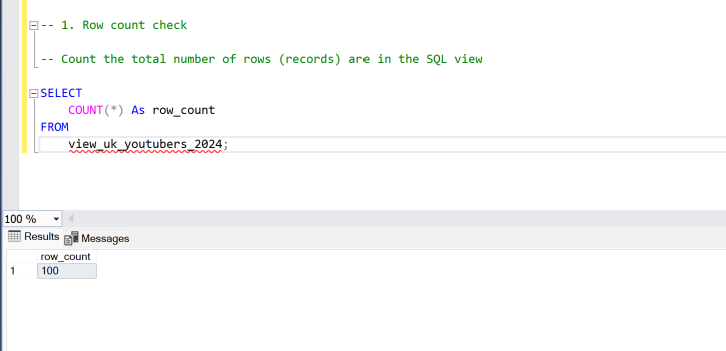 -- 1. Row count check
-- Count the total number of rows (records) are in the SQL view
SELECT
COUNT(*) As row_count
FROM
view_uk_youtubers_2024;
100 %
Results Messages
row_count
1 100